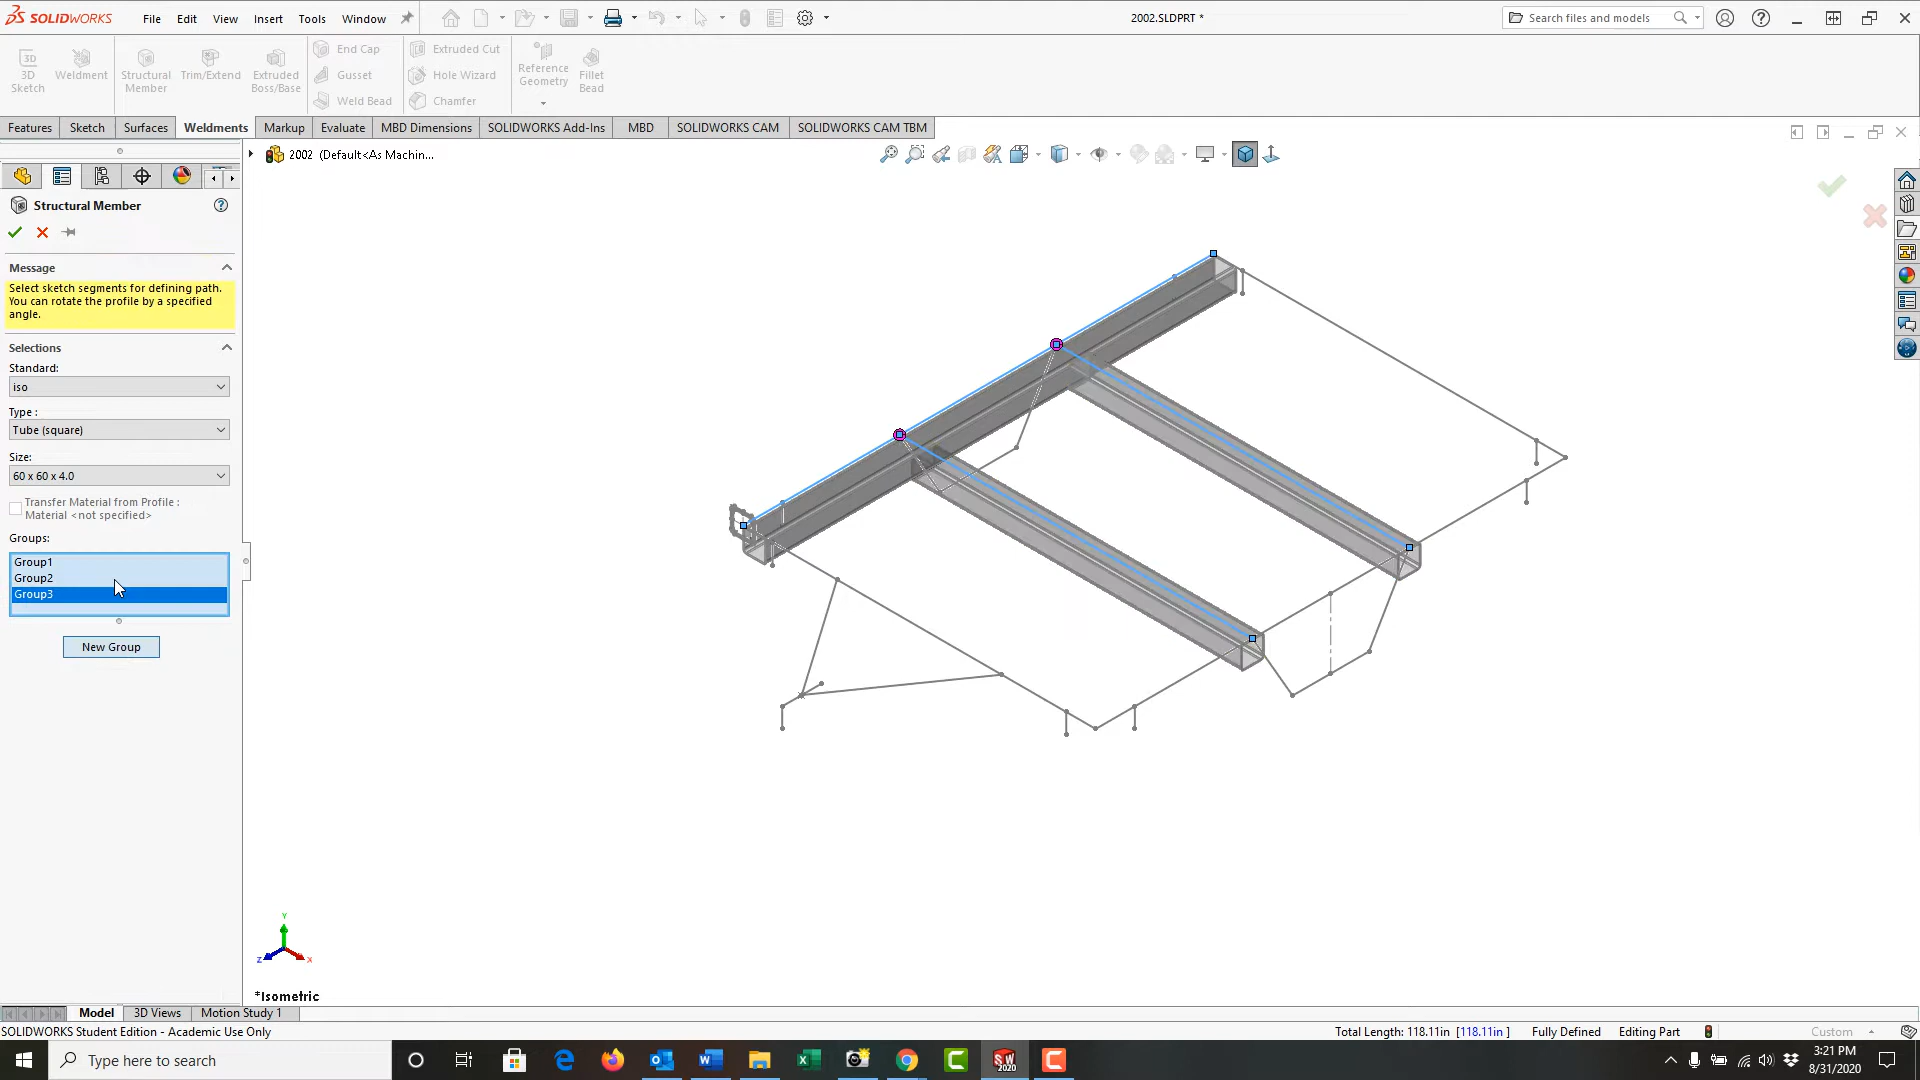 SOLIDWORKS File Edit View Insert Tools Window 2002.SLDPRT * Search files and models
3D Sketch
Weldment
Structural Member
Trim/Extend
Extruded Boss/Base
End Cap
Gusset
Weld Bead
Extruded Cut
Hole Wizard
Chamfer
Reference Geometry
Fillet Bead
Features Sketch Surfaces Weldments Markup Evaluate MBD Dimensions SOLIDWORKS Add-Ins MBD SOLIDWORKS CAM SOLIDWORKS CAM TBM
2002 (Default<As Machin...
Structural Member
Message
Select sketch segments for defining path.
You can rotate the profile by a specified
angle.
Selections
Standard:
iso
Type :
Tube (square)
Size:
60 x 60 x 4.0
Transfer Material from Profile :
Material <not specified>
Groups:
Group1
Group2
Group3
New Group
Y
Z X
*Isometric
Model 3D Views Motion Study 1
SOLIDWORKS Student Edition - Academic Use Only Total Length: 118.11in [118.11in ] Fully Defined Editing Part Custom
Type here to search
3:21 PM
8/31/2020